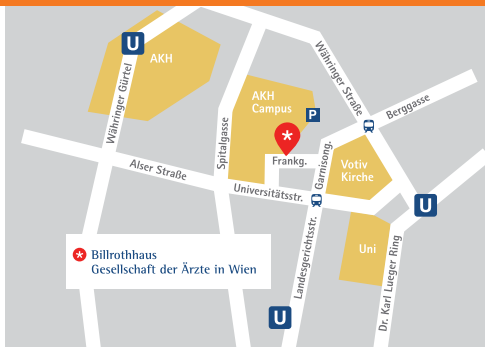 U
AKH
Währinger Gürtel
Währinger Straße
AKH
Campus
P
Spitalgasse
Berggasse
*
Frankg.
Garnisong.
Votiv
Kirche
Alser Straße
Universitätsstr.
U
Landesgerichtsstr.
Uni
Dr. Karl Lueger Ring
* Billrothhaus
Gesellschaft der Ärzte in Wien
U